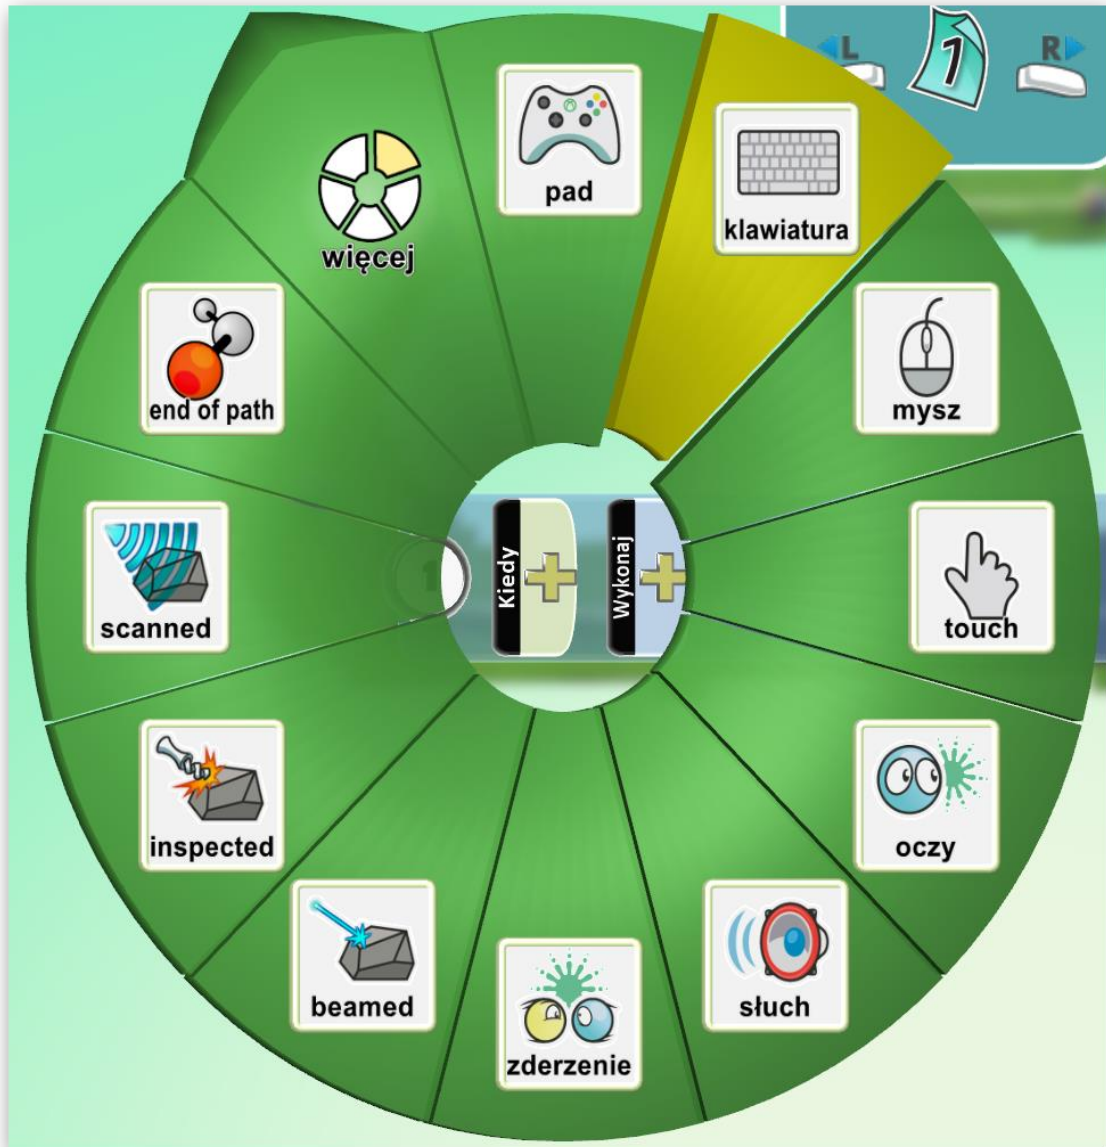 L 1 R
pad
klawiatura
więcej
end of path
mysz
scanned
touch
Kiedy
Wykonaj
inspected
oczy
beamed
słuch
zderzenie